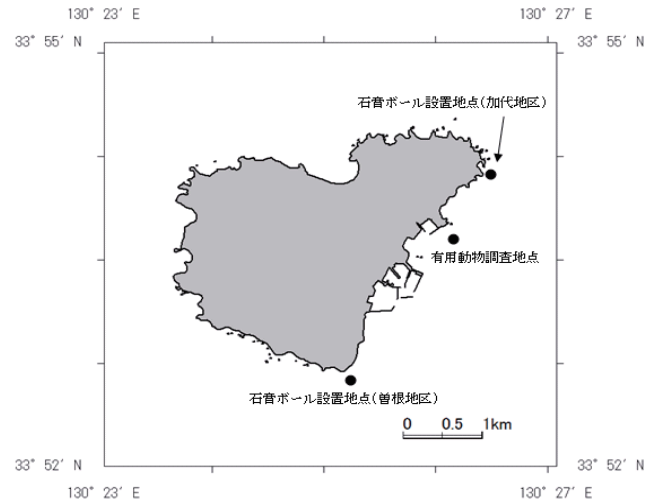 130° 23′ E
130° 27′ E
33° 55′ N
33° 55′ N
石膏ボール設置地点(加代地区)
有用動物調査地点
石膏ボール設置地点(曽根地区)
0 0.5 1km
33° 52′ N
33° 52′ N
130° 23′ E
130° 27′ E